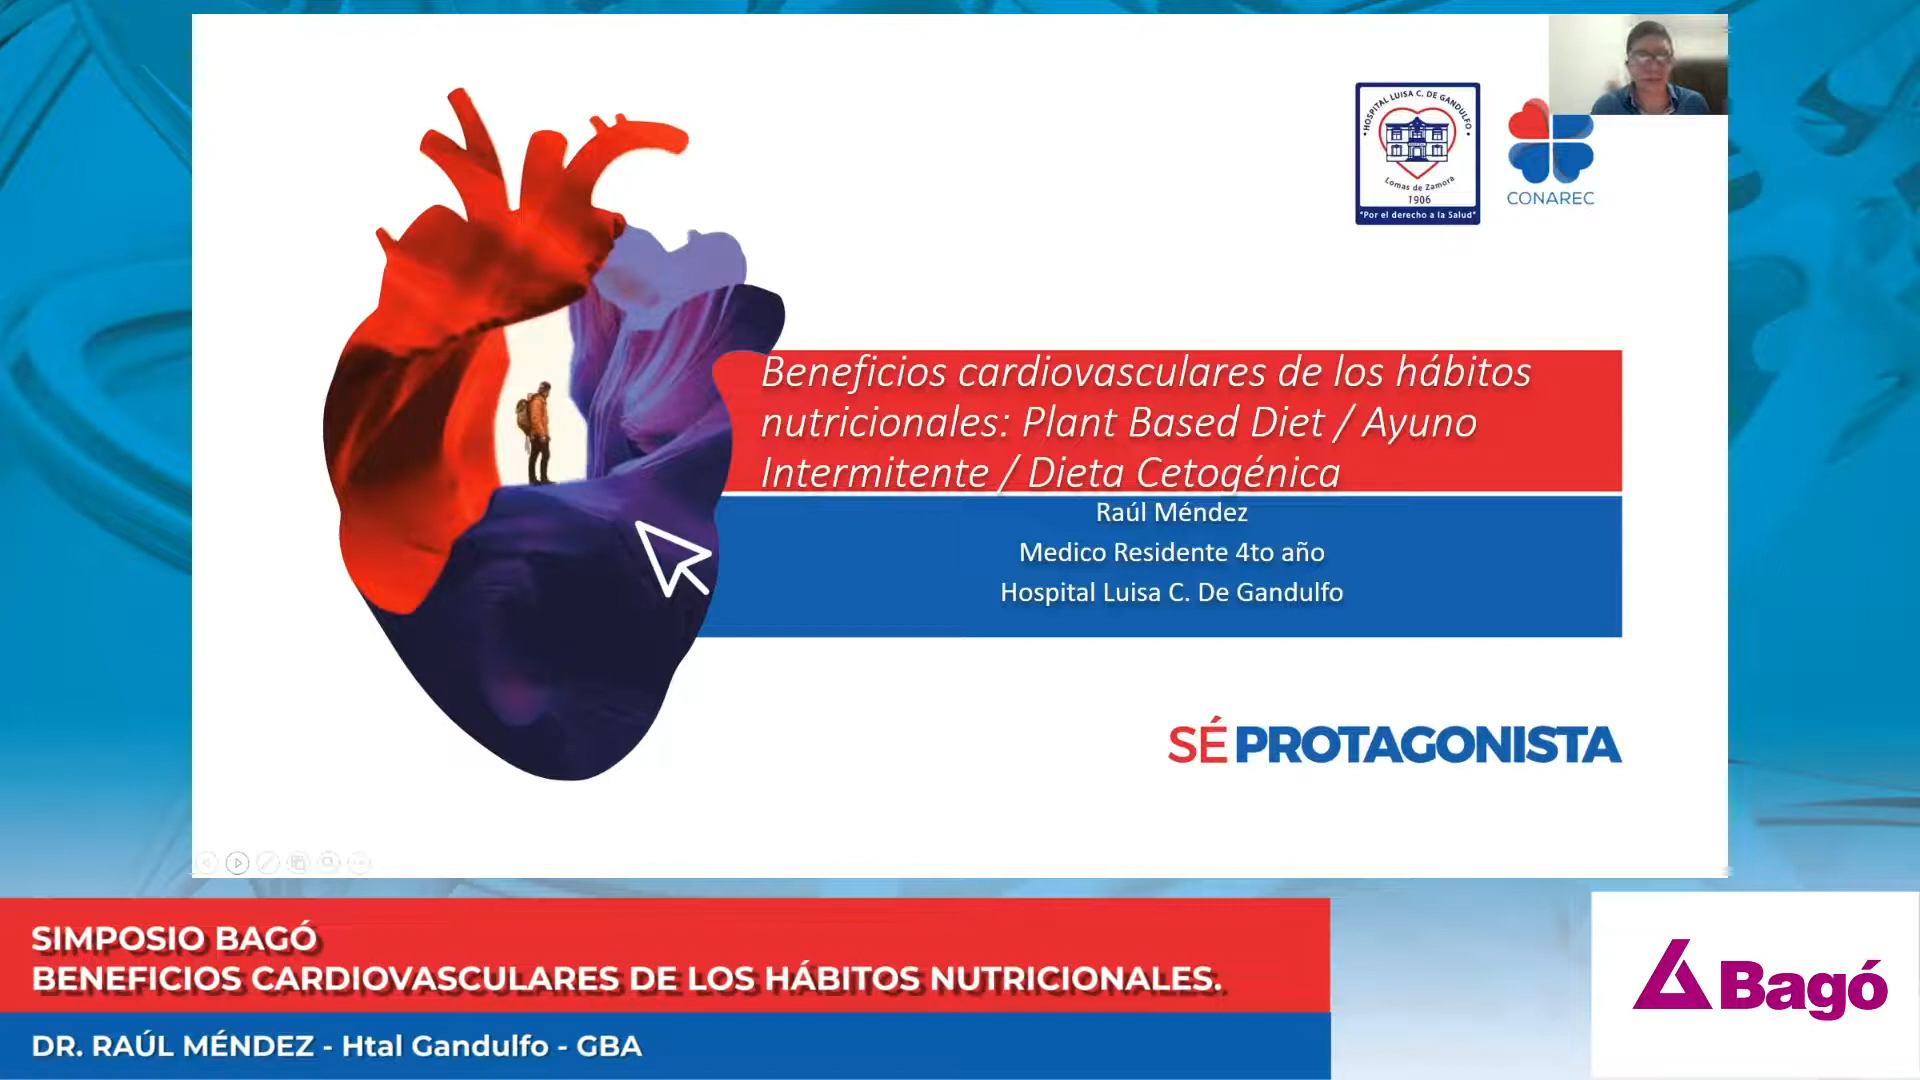 HOSPITAL LUISA C. DE GANDULFO
Lomas de Zamora
1906
"Por el derecho a la Salud"
CONAREC
Beneficios cardiovasculares de los hábitos
nutricionales: Plant Based Diet / Ayuno
Intermitente / Dieta Cetogénica
Raúl Méndez
Medico Residente 4to año
Hospital Luisa C. De Gandulfo
SÉ PROTAGONISTA
SIMPOSIO BAGÓ
BENEFICIOS CARDIOVASCULARES DE LOS HÁBITOS NUTRICIONALES.
DR. RAÚL MÉNDEZ - Htal Gandulfo - GBA
Bagó